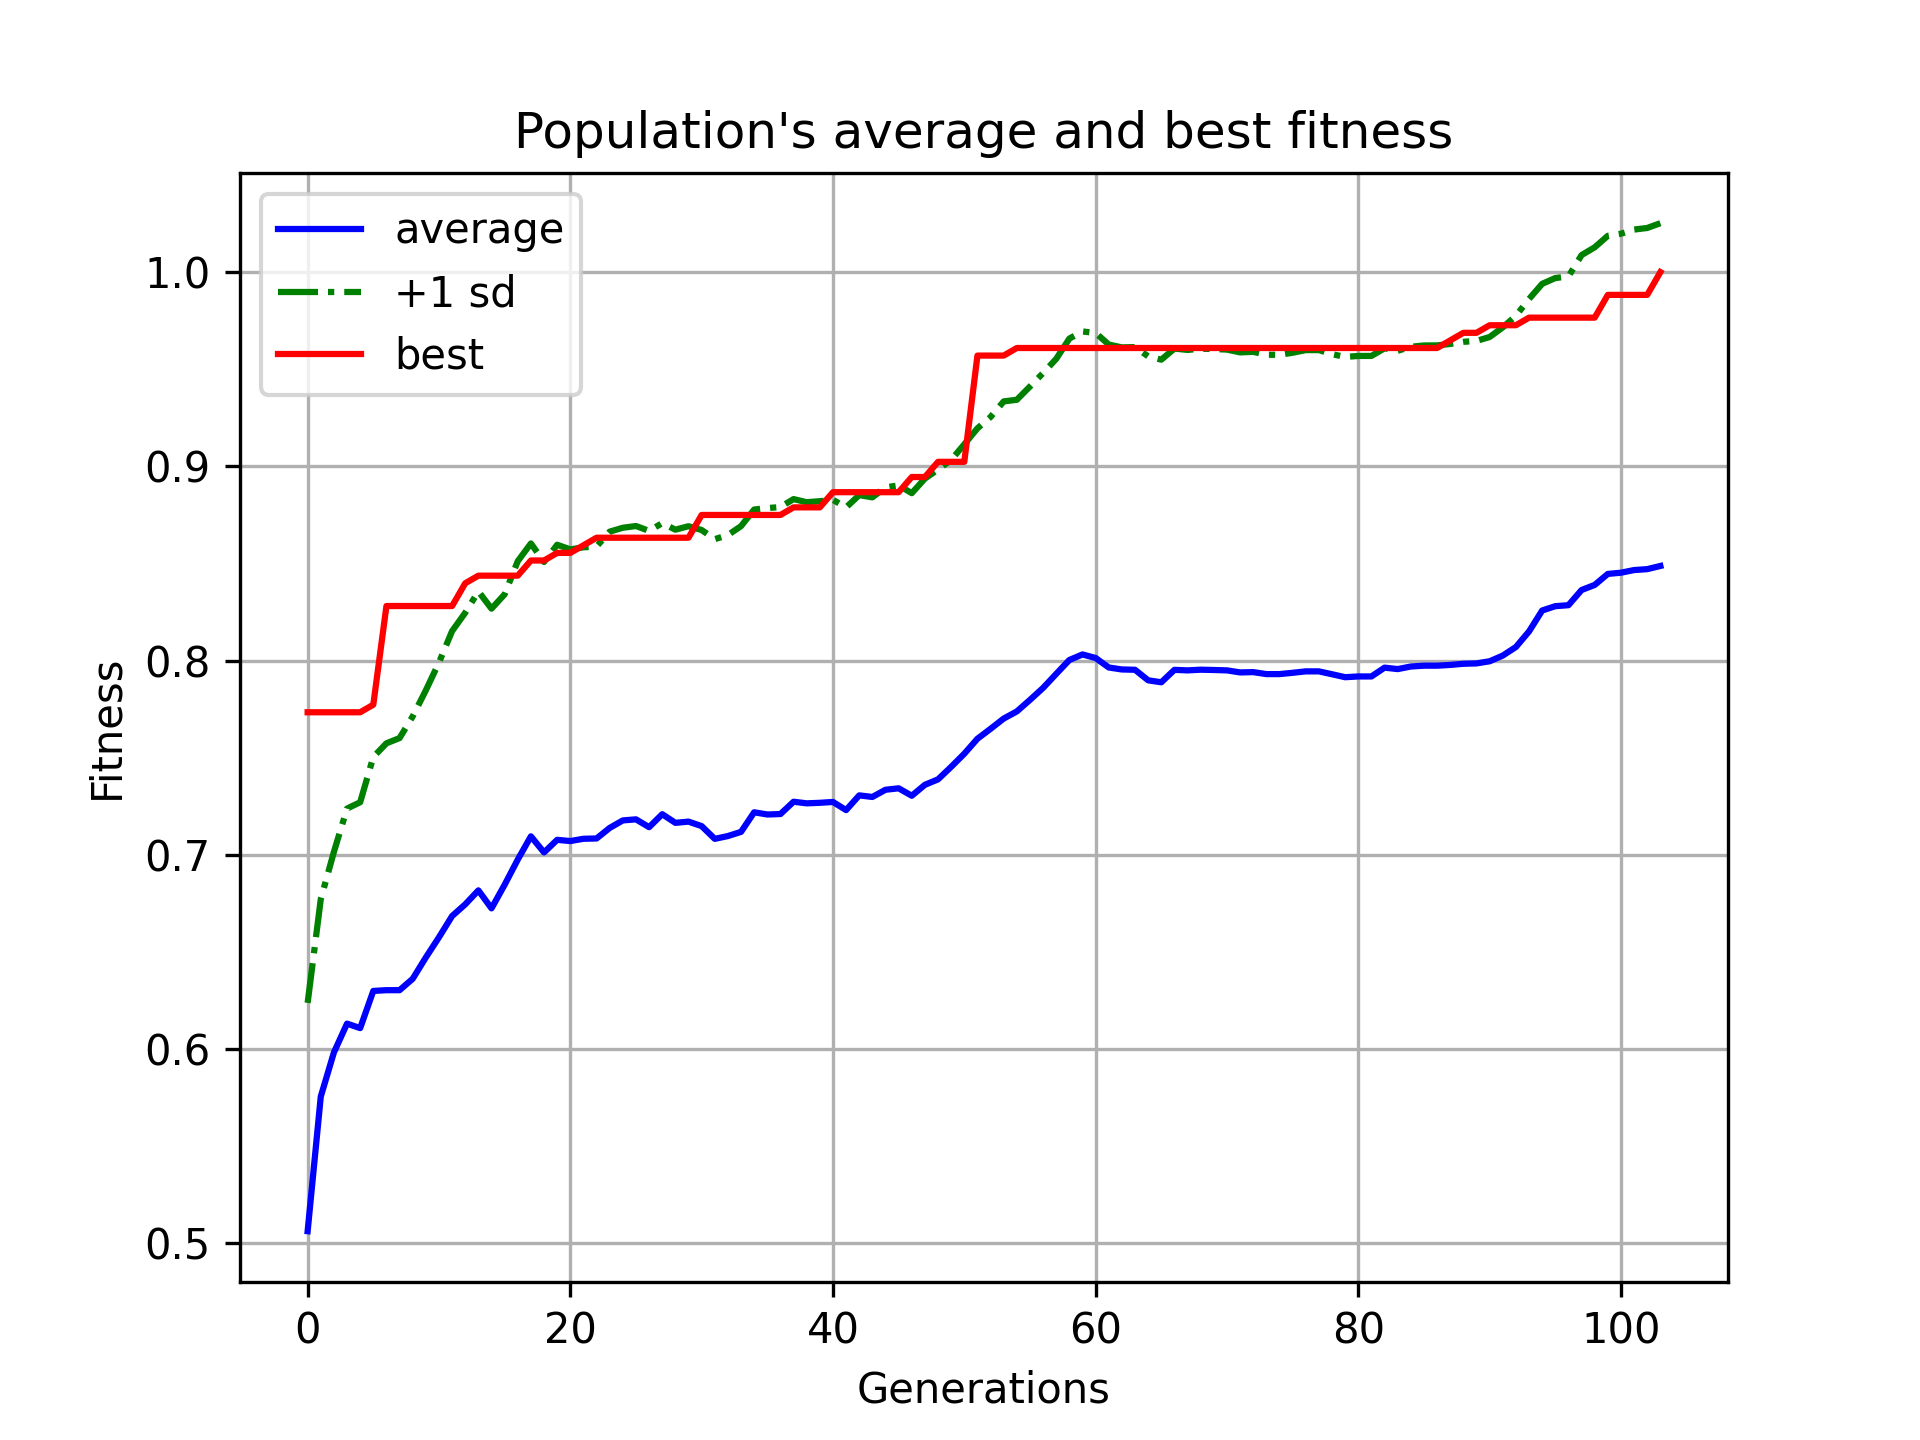 Population's average and best fitness
average
+1 sd
best
1.0
0.9
0.8
0.7
0.6
0.5
Fitness
0 20 40 60 80 100
Generations